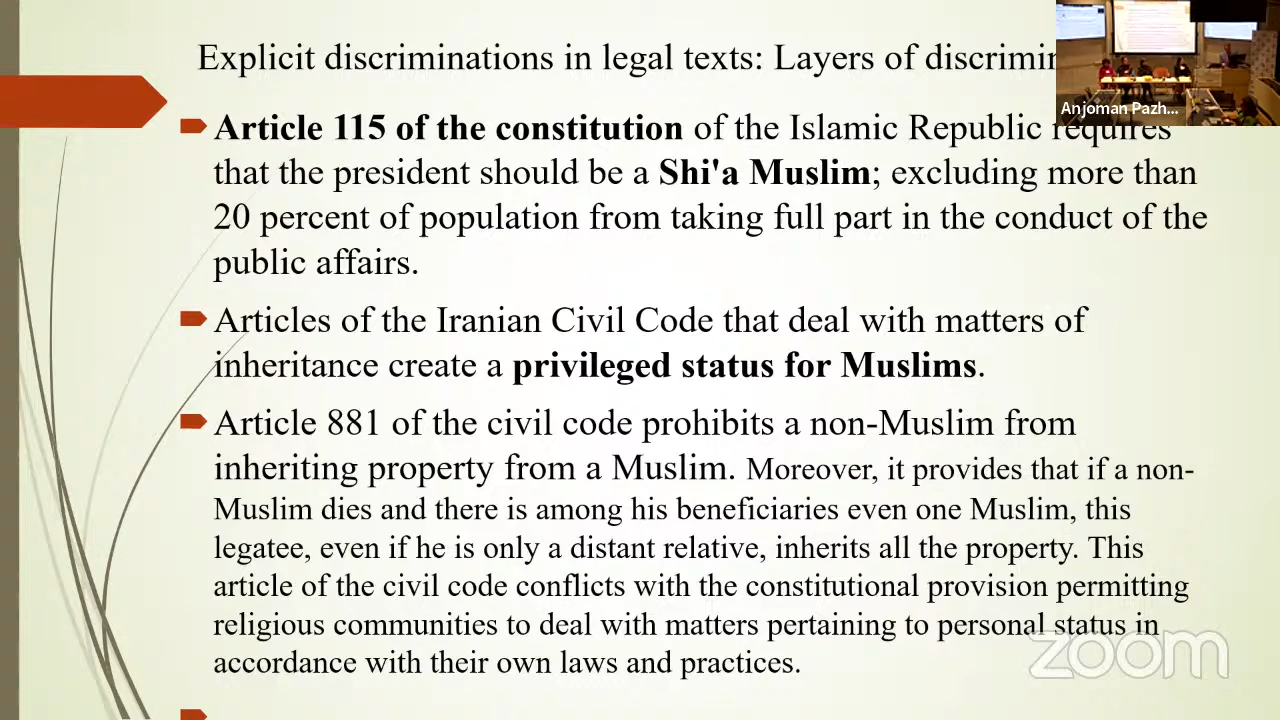 Explicit discriminations in legal texts: Layers of discrimin
Article 115 of the constitution of the Islamic Republic requires
that the president should be a Shi'a Muslim; excluding more than
20 percent of population from taking full part in the conduct of the
public affairs.
Articles of the Iranian Civil Code that deal with matters of
inheritance create a privileged status for Muslims.
Article 881 of the civil code prohibits a non-Muslim from
inheriting property from a Muslim. Moreover, it provides that if a non-
Muslim dies and there is among his beneficiaries even one Muslim, this
legatee, even if he is only a distant relative, inherits all the property. This
article of the civil code conflicts with the constitutional provision permitting
religious communities to deal with matters pertaining to personal status in
accordance with their own laws and practices.
Anjoman Pazh...
zoom